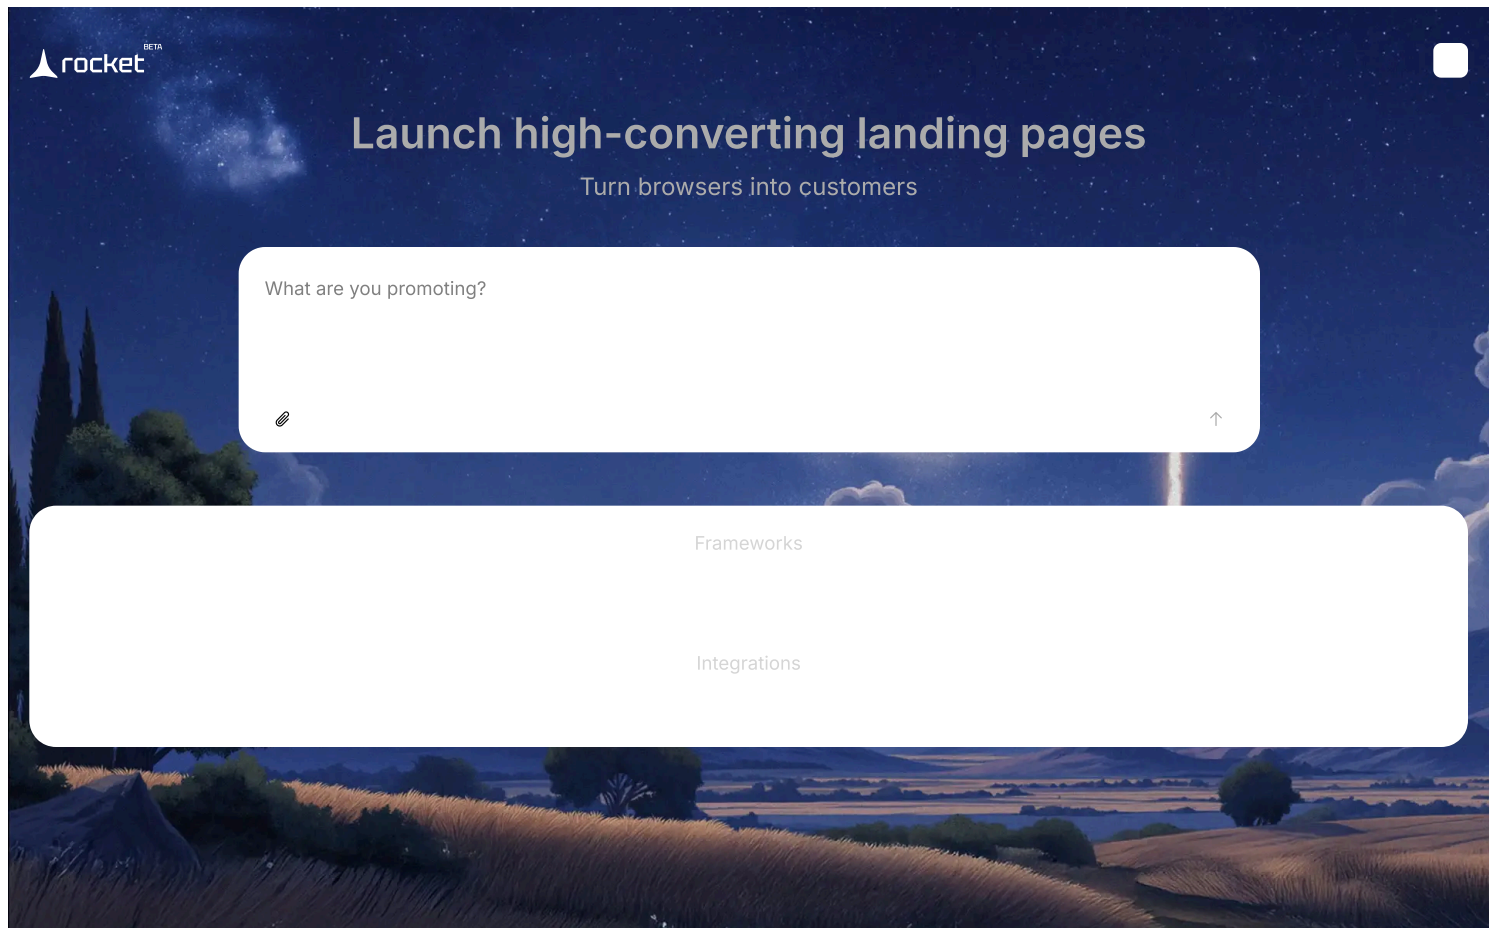 rocket BETA
Launch high-converting landing pages
Turn browsers into customers
What are you promoting?
Frameworks
Integrations